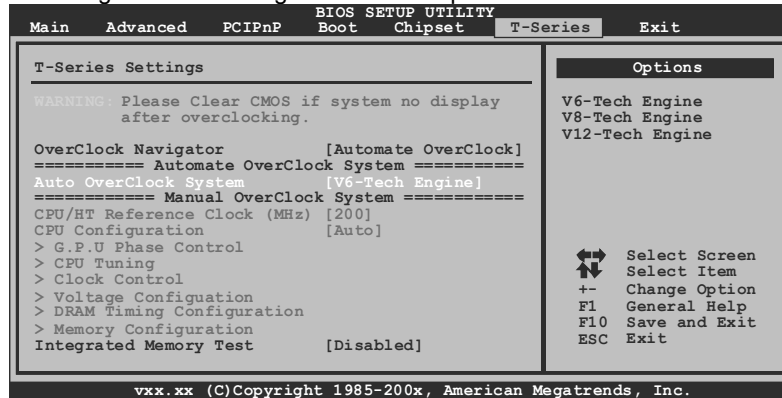 BIOS SETUP UTILITY
Main Advanced PCIPnP Boot Chipset T-Series Exit
T-Series Settings
WARNING: Please Clear CMOS if system no display
after overclocking.
OverClock Navigator [Automate OverClock]
=========== Automate OverClock System ===========
Auto OverClock System [V6-Tech Engine]
============ Manual OverClock System ============
CPU/HT Reference Clock (MHz) [200]
CPU Configuration [Auto]
> G.P.U Phase Control
> CPU Tuning
> Clock Control
> Voltage Configuation
> DRAM Timing Configuration
> Memory Configuration
Integrated Memory Test [Disabled]
Options
V6-Tech Engine
V8-Tech Engine
V12-Tech Engine
Select Screen
Select Item
+- Change Option
F1 General Help
F10 Save and Exit
ESC Exit
vxx.xx (C)Copyright 1985-200x, American Megatrends, Inc.